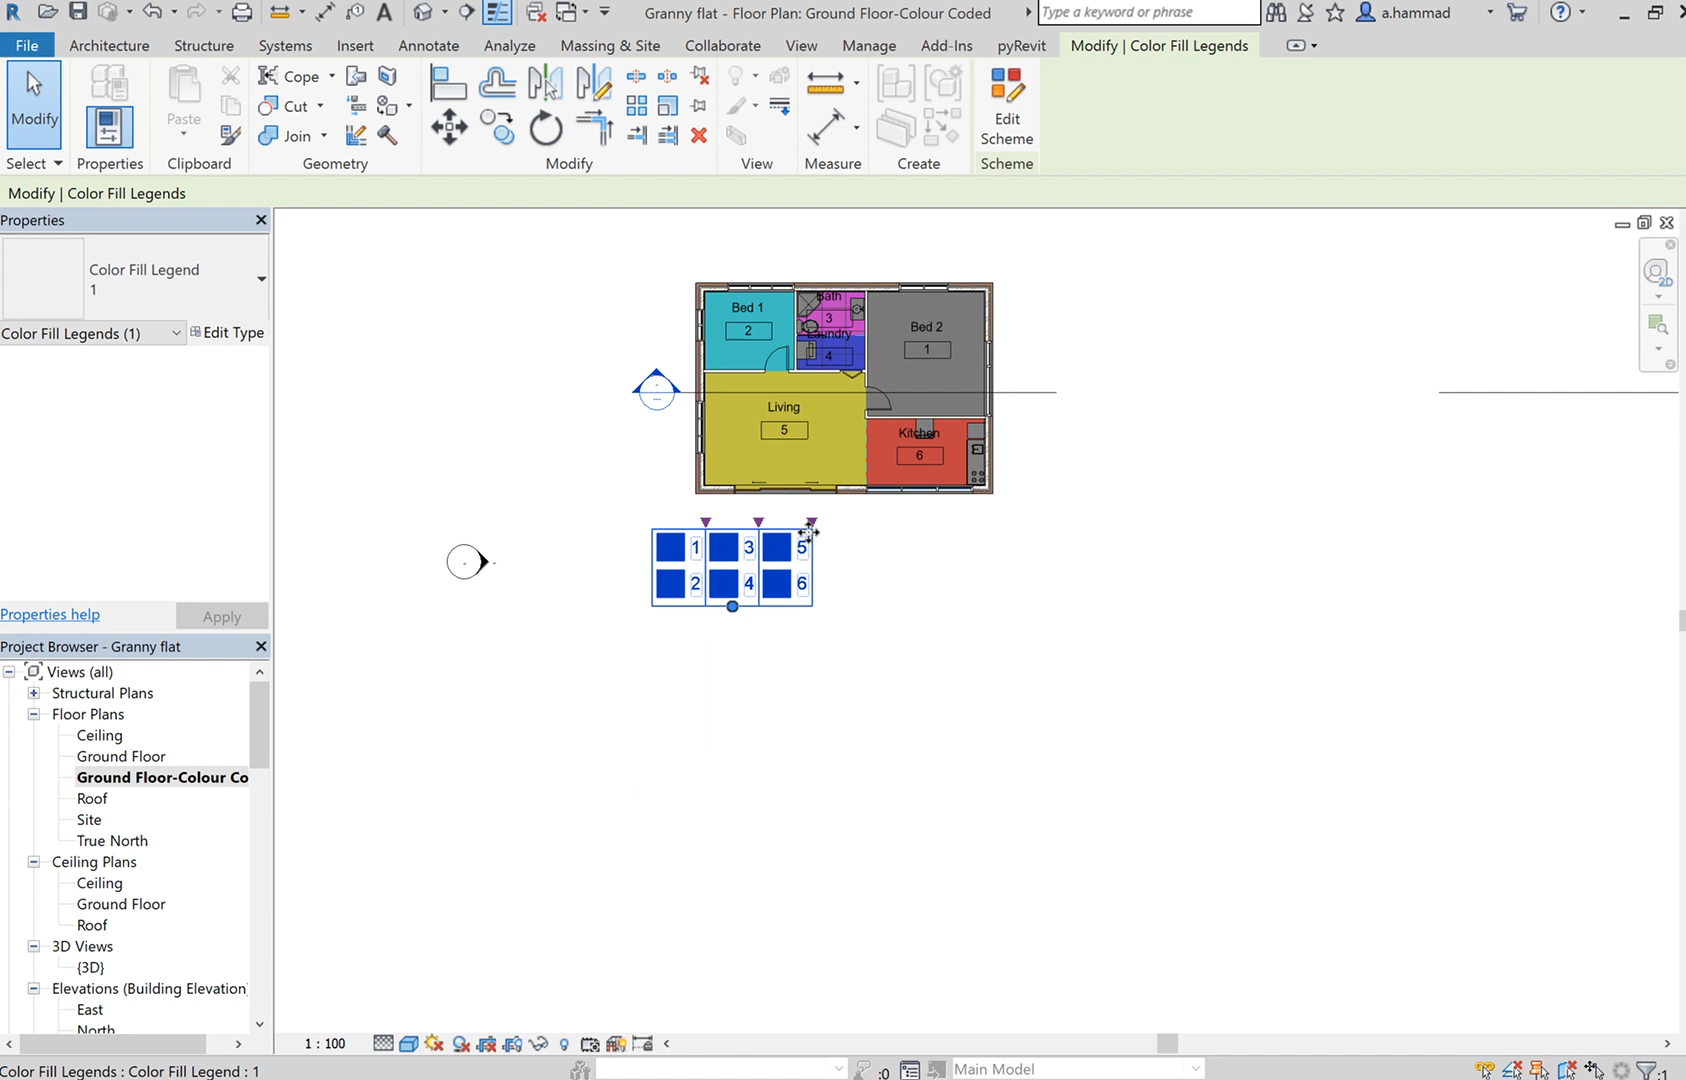 Granny flat - Floor Plan: Ground Floor-Colour Coded
Type a keyword or phrase
a.hammad
File Architecture Structure Systems Insert Annotate Analyze Massing & Site Collaborate View Manage Add-Ins pyRevit Modify | Color Fill Legends
Modify
Paste
Cope
Cut
Join
Edit
Scheme
Select Properties Clipboard Geometry Modify View Measure Create Scheme
Modify | Color Fill Legends
Properties
Color Fill Legend
1
Color Fill Legends (1) Edit Type
Properties help Apply
Project Browser - Granny flat
Views (all)
Structural Plans
Floor Plans
Ceiling
Ground Floor
Ground Floor-Colour Co
Roof
Site
True North
Ceiling Plans
Ceiling
Ground Floor
Roof
3D Views
{3D}
Elevations (Building Elevation)
East
North
Bed 1
2
Bath
3
Laundry
4
Bed 2
1
Living
5
Kitchen
6
1 3 5
2 4 6
2D
1 : 100
Color Fill Legends : Color Fill Legend : 1
:0
Main Model
:1